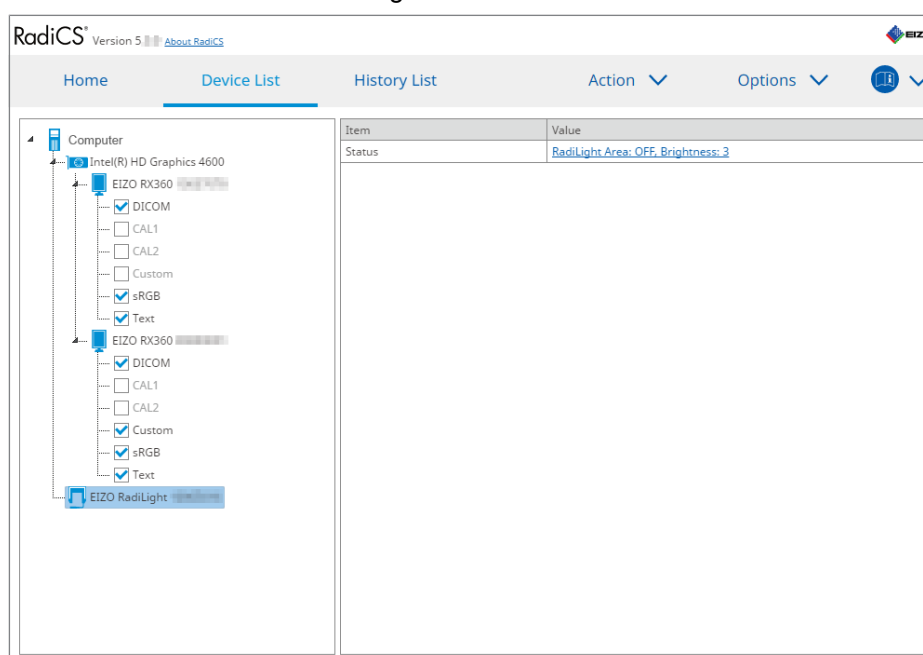 RadiCS® Version 5 About RadiCS
EIZ
Home Device List History List Action Options
Computer
Intel(R) HD Graphics 4600
EIZO RX360
DICOM
CAL1
CAL2
Custom
sRGB
Text
EIZO RX360
DICOM
CAL1
CAL2
Custom
sRGB
Text
EIZO RadiLight
Item Value
Status RadiLight Area: OFF, Brightness: 3